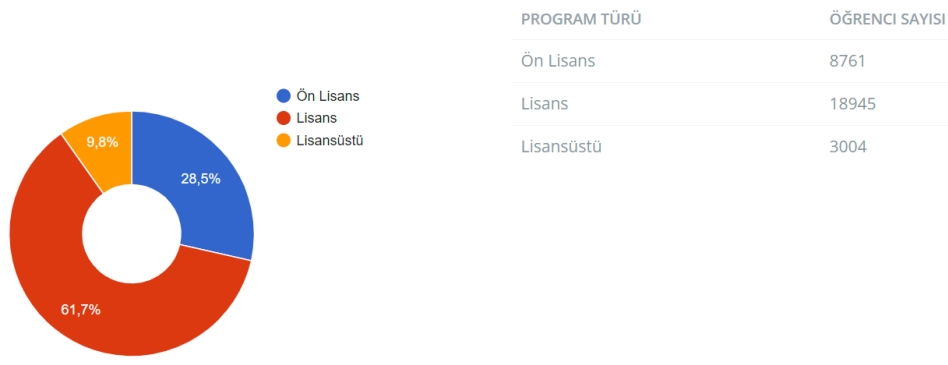 PROGRAM TÜRÜ ÖĞRENCI SAYISI
Ön Lisans 8761
Lisans 18945
Lisansüstü 3004
Ön Lisans
Lisans
Lisansüstü
9,8%
28,5%
61,7%